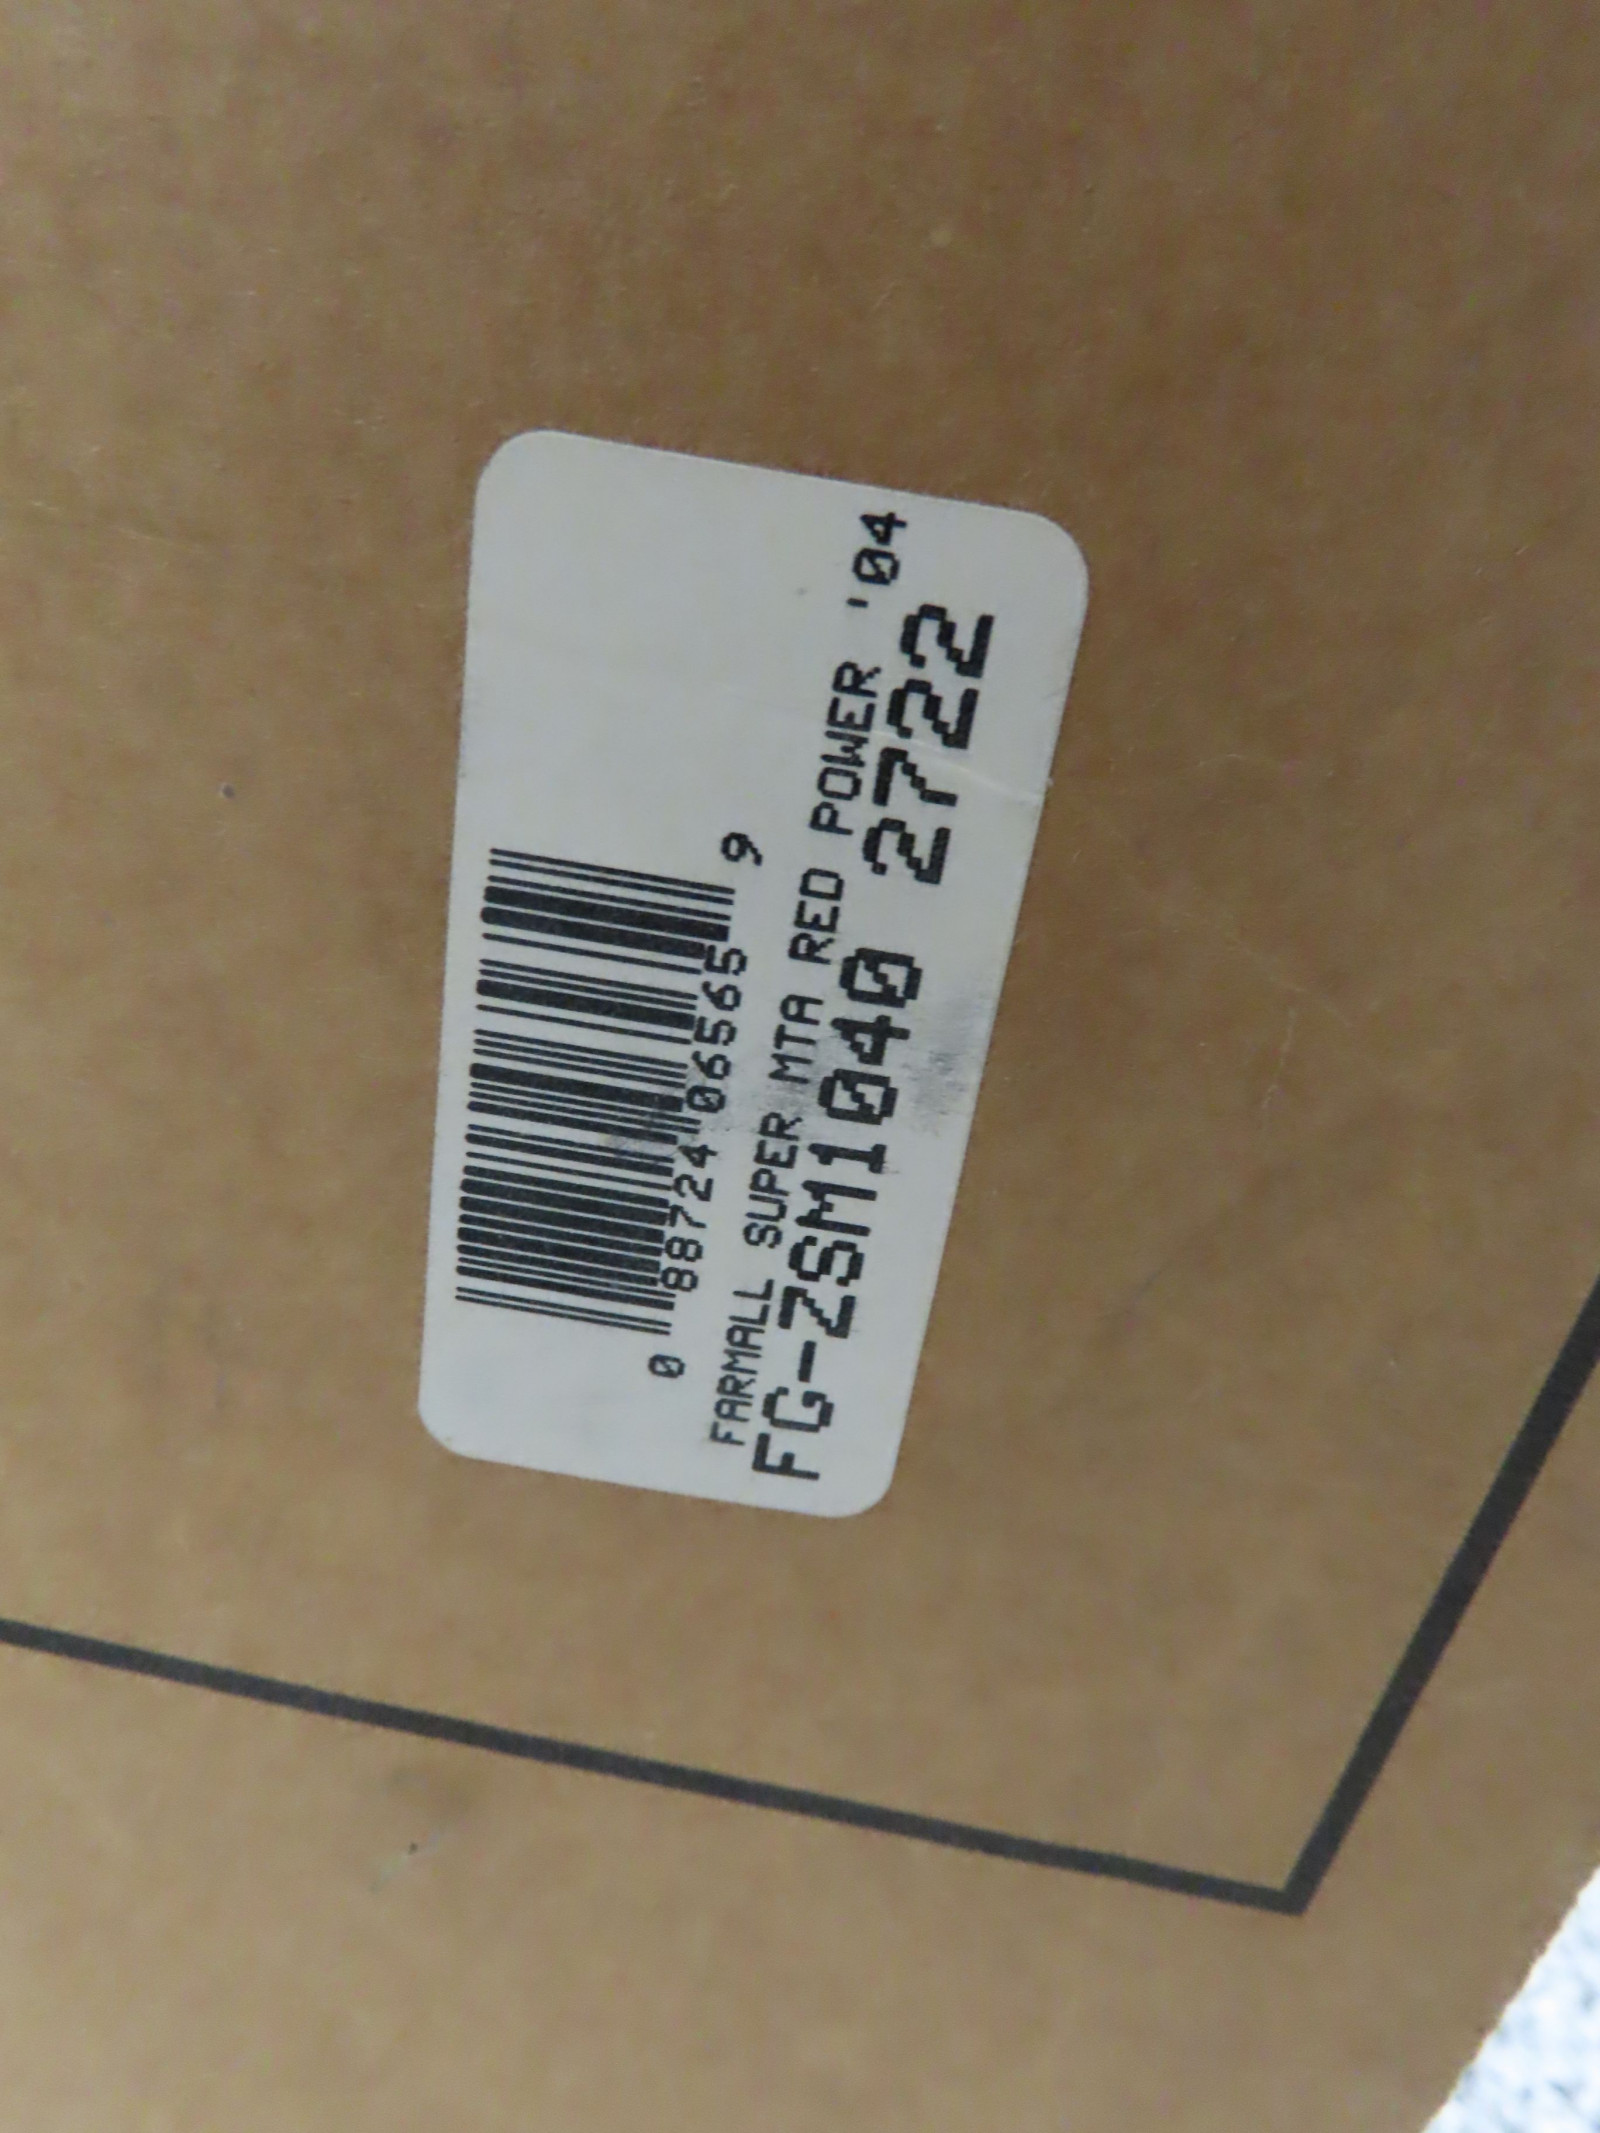 0 88724 06565 9
FARMALL SUPER MTA RED POWER '04
FG-ZSM1040 2722